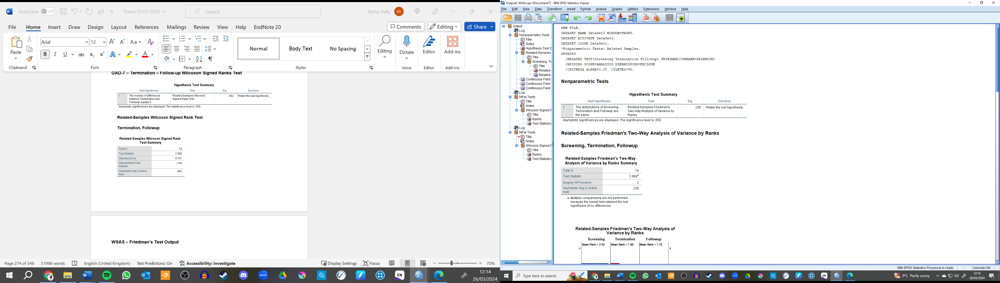 AutoSave Off Thesis 25.03.2024 Search Becky Kelly BK
File Home Insert Draw Design Layout References Mailings Review View Help EndNote 20 Comments Editing Share
Arial 12 Aa
Paste B I U ab x₂ x² A A
Normal Body Text No Spacing
Editing Dictate Editor Add-ins
Clipboard Font Paragraph Styles Voice Editor Add-ins
GAD-7 – Termination – Follow-up Wilcoxon Signed Ranks Test
Hypothesis Test Summary
Null Hypothesis Test Sig. Decision
1 The median of differences between Termination and Followup equals 0. Related-Samples Wilcoxon Signed Rank Test .462 Retain the null hypothesis.
Asymptotic significances are displayed. The significance level is .050.
Related-Samples Wilcoxon Signed Rank Test
Termination, Followup
Related-Samples Wilcoxon Signed Rank
Test Summary
Total N 10
Test Statistic 7.000
Standard Error 4.757
Standardized Test Statistic -.736
Asymptotic Sig.(2-sided test) .462
WSAS – Friedman's Test Output
Page 274 of 348 51986 words English (United Kingdom) Text Predictions: On Accessibility: Investigate Display Settings Focus 70%
12:14
26/03/2024
Output2 WSAS.spv [Document7] - IBM SPSS Statistics Viewer
File Edit View Data Transform Insert Format Analyze Graphs Utilities Extensions Window Help
Output
Log
Nonparametric Tests
Title
Notes
Hypothesis Test S
Related-Samples
Title
Screening, Te
Title
Related-
Related-
Continuous Field
Continuous Field
Continuous Field
Log
NPar Tests
Title
Notes
Wilcoxon Signed F
Title
Ranks
Test Statistics
Log
NPar Tests
Title
Notes
Wilcoxon Signed F
Title
Ranks
Test Statistics
NEW FILE.
DATASET NAME DataSet3 WINDOW=FRONT.
DATASET ACTIVATE DataSet3.
DATASET CLOSE DataSet1.
*Nonparametric Tests: Related Samples.
NPTESTS
/RELATED TEST(Screening Termination Followup) FRIEDMAN(COMPARE=PAIRWISE)
/MISSING SCOPE=ANALYSIS USERMISSING=EXCLUDE
/CRITERIA ALPHA=0.05 CILEVEL=95.
Nonparametric Tests
Hypothesis Test Summary
Null Hypothesis Test Sig. Decision
1 The distributions of Screening, Termination and Followup are the same. Related-Samples Friedman's Two-Way Analysis of Variance by Ranks .236 Retain the null hypothesis.
Asymptotic significances are displayed. The significance level is .050.
Related-Samples Friedman's Two-Way Analysis of Variance by Ranks
Screening, Termination, Followup
Related-Samples Friedman's Two-Way
Analysis of Variance by Ranks Summary
Total N 10
Test Statistic 2.889a
Degree Of Freedom 2
Asymptotic Sig.(2-sided test) .236
a. Multiple comparisons are not performed
because the overall test retained the null
hypothesis of no differences.
Related-Samples Friedman's Two-Way Analysis of
Variance by Ranks
Screening Termination Followup
Mean Rank = 2.40 Mean Rank = 1.90 Mean Rank = 1.70
4 4
IBM SPSS Statistics Processor is ready Unicode:ON
Type here to search 9°C Partly sunny 12:14
26/03/2024